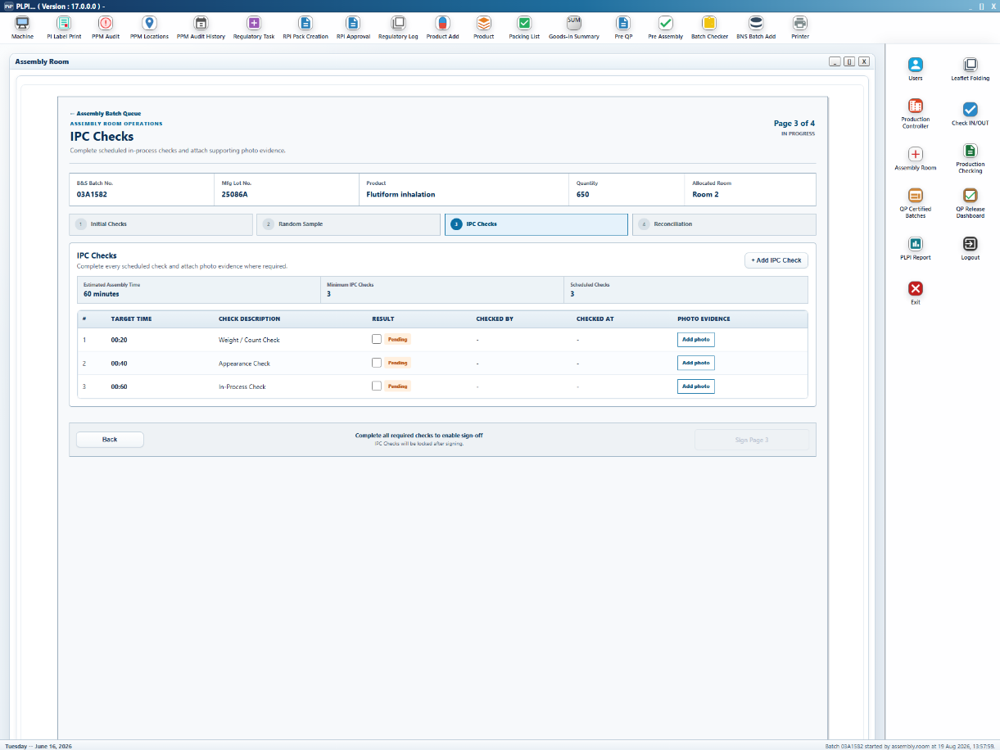 PLPI... ( Version : 17.0.0.0 ) -
_ [] X
Machine
PI Label Print
PPM Audit
PPM Locations
PPM Audit History
Regulatory Task
RPI Pack Creation
RPI Approval
Regulatory Log
Product Add
Product
Packing List
SUM
Goods-in Summary
Pre QP
Pre Assembly
Batch Checker
BNS Batch Add
Printer
Assembly Room
_ [] X
← Assembly Batch Queue
ASSEMBLY ROOM OPERATIONS
IPC Checks
Complete scheduled in-process checks and attach supporting photo evidence.
Page 3 of 4
IN PROGRESS
B&S Batch No.
03A1582
Mfg Lot No.
25086A
Product
Flutiform inhalation
Quantity
650
Allocated Room
Room 2
1 Initial Checks
2 Random Sample
3 IPC Checks
4 Reconciliation
IPC Checks
Complete every scheduled check and attach photo evidence where required.
+ Add IPC Check
Estimated Assembly Time
60 minutes
Minimum IPC Checks
3
Scheduled Checks
3
# TARGET TIME CHECK DESCRIPTION RESULT CHECKED BY CHECKED AT PHOTO EVIDENCE
1 00:20 Weight / Count Check Pending - - Add photo
2 00:40 Appearance Check Pending - - Add photo
3 00:60 In-Process Check Pending - - Add photo
Back
Complete all required checks to enable sign-off
IPC Checks will be locked after signing.
Sign Page 3
Users
Leaflet Folding
Production
Controller
Check IN/OUT
Assembly Room
Production
Checking
QP Certified
Batches
QP Release
Dashboard
PLPI Report
Logout
Exit
Tuesday -- June 16, 2026
Batch 03A1582 started by assembly.room at 19 Aug 2026, 13:57:59.